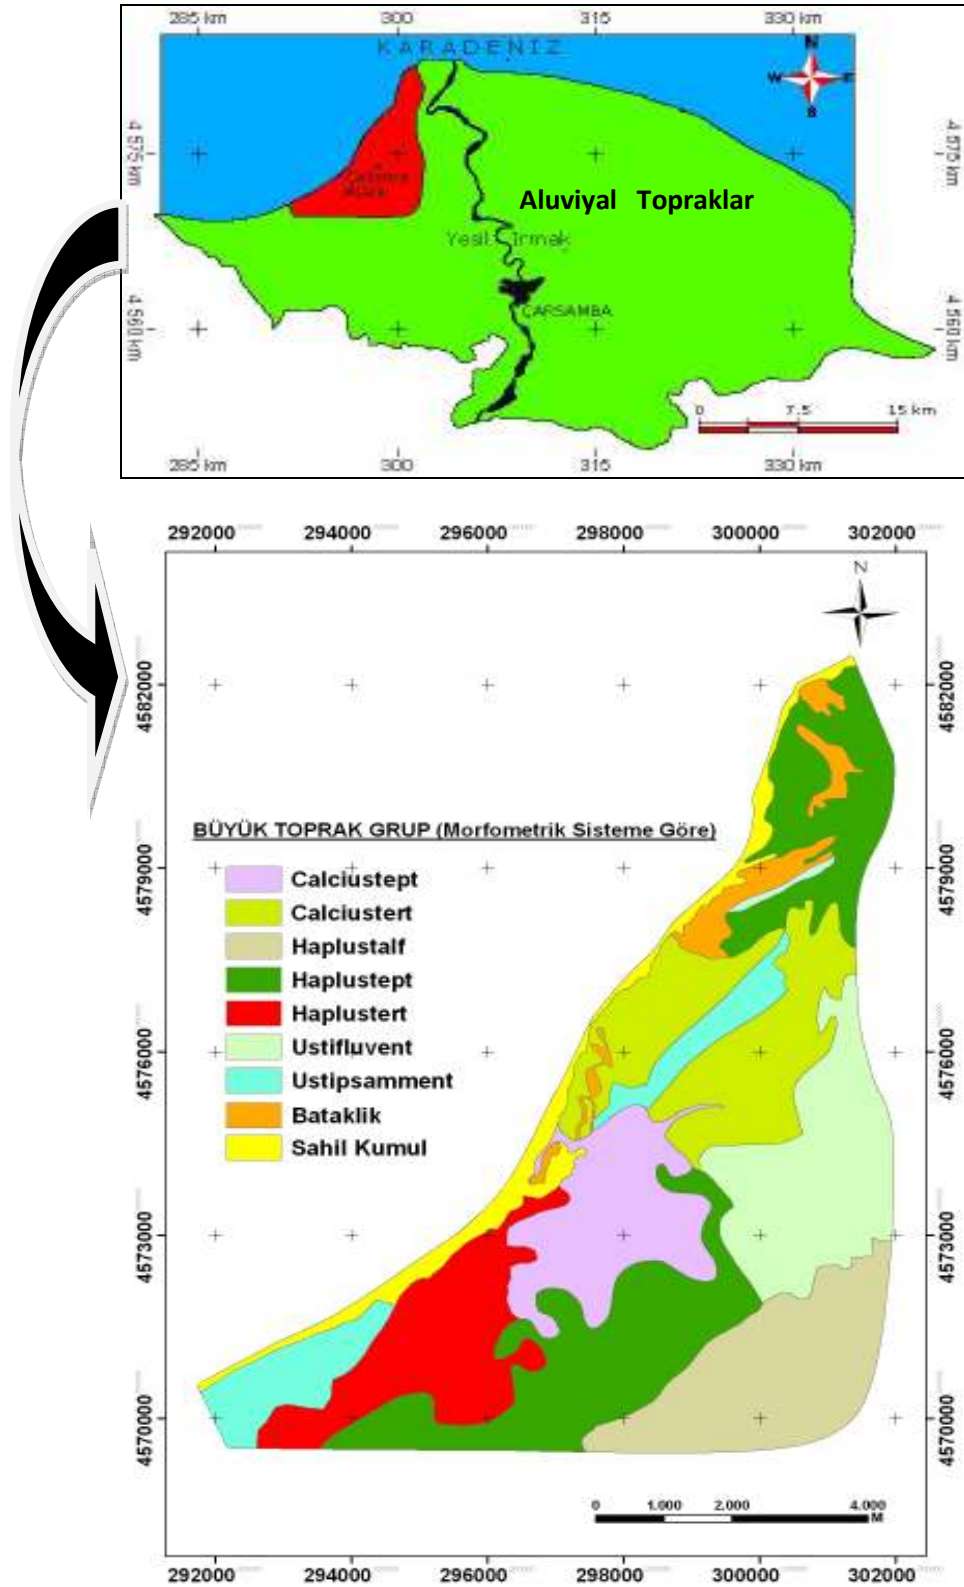 285 km 300 315 330 km
KARADENİZ
N
W E
S
4 575 km 4 575 km
Aluviyal Topraklar
Yesil Irmak
ÇARSAMBA
4 560 km 4 560 km
0 7.5 15 km
285 km 300 315 330 km
292000 294000 296000 298000 300000 302000
N
4582000 4582000
BÜYÜK TOPRAK GRUP (Morfometrik Sisteme Göre)
4579000 4579000
Calciustept
Calciustert
Haplustalf
Haplustept
Haplustert
Ustifluvent
4576000 4576000
Ustipsamment
Bataklik
Sahil Kumul
4573000 4573000
4570000 4570000
0 1.000 2.000 4.000
M
292000 294000 296000 298000 300000 302000